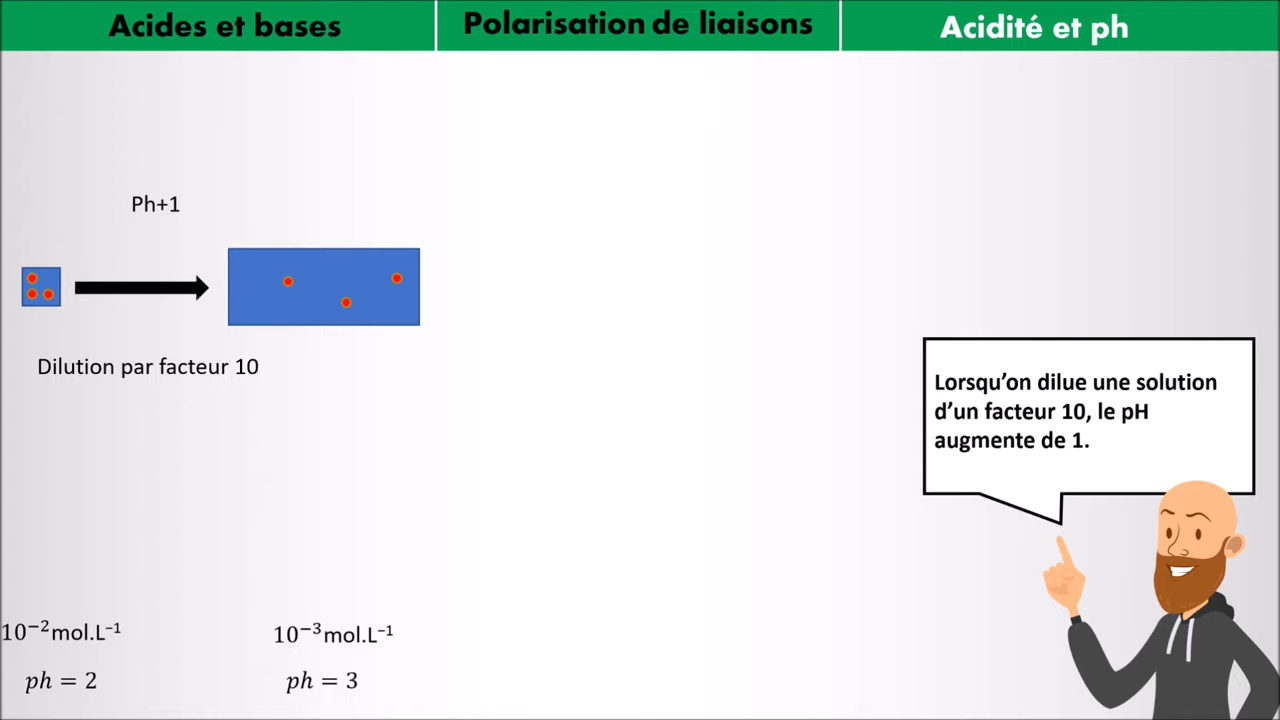 Acides et bases
Polarisation de liaisons
Acidité et ph
Ph+1
Dilution par facteur 10
Lorsqu’on dilue une solution
d’un facteur 10, le pH
augmente de 1.
10⁻²mol.L⁻¹
10⁻³mol.L⁻¹
ph = 2
ph = 3